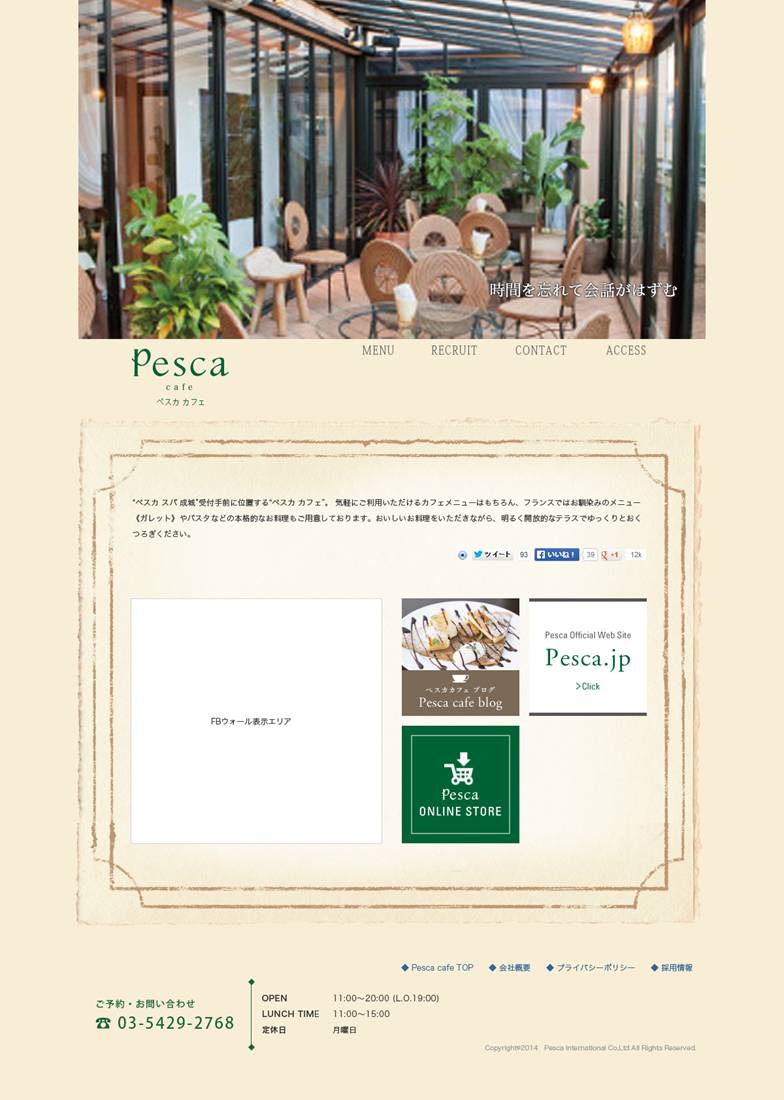 時間を忘れて会話がはずむ
Pesca
cafe
ペスカ カフェ
MENU RECRUIT CONTACT ACCESS
“ペスカ スパ 成城”受付手前に位置する“ペスカ カフェ”。 気軽にご利用いただけるカフェメニューはもちろん、フランスではお馴染みのメニュー
《ガレット》やパスタなどの本格的なお料理もご用意しております。おいしいお料理をいただきながら、明るく開放的なテラスでゆっくりとおく
つろぎください。
ツイート 93 いいね! 39 +1 12k
FBウォール表示エリア
ペスカカフェ ブログ
Pesca cafe blog
Pesca Official Web Site
Pesca.jp
>Click
Pesca
ONLINE STORE
◆ Pesca cafe TOP ◆ 会社概要 ◆ プライバシーポリシー ◆ 採用情報
ご予約・お問い合わせ
☎ 03-5429-2768
OPEN 11:00〜20:00 (L.O.19:00)
LUNCH TIME 11:00〜15:00
定休日 月曜日
Copyright©2014 Pesca International Co,Ltd All Rights Reserved.